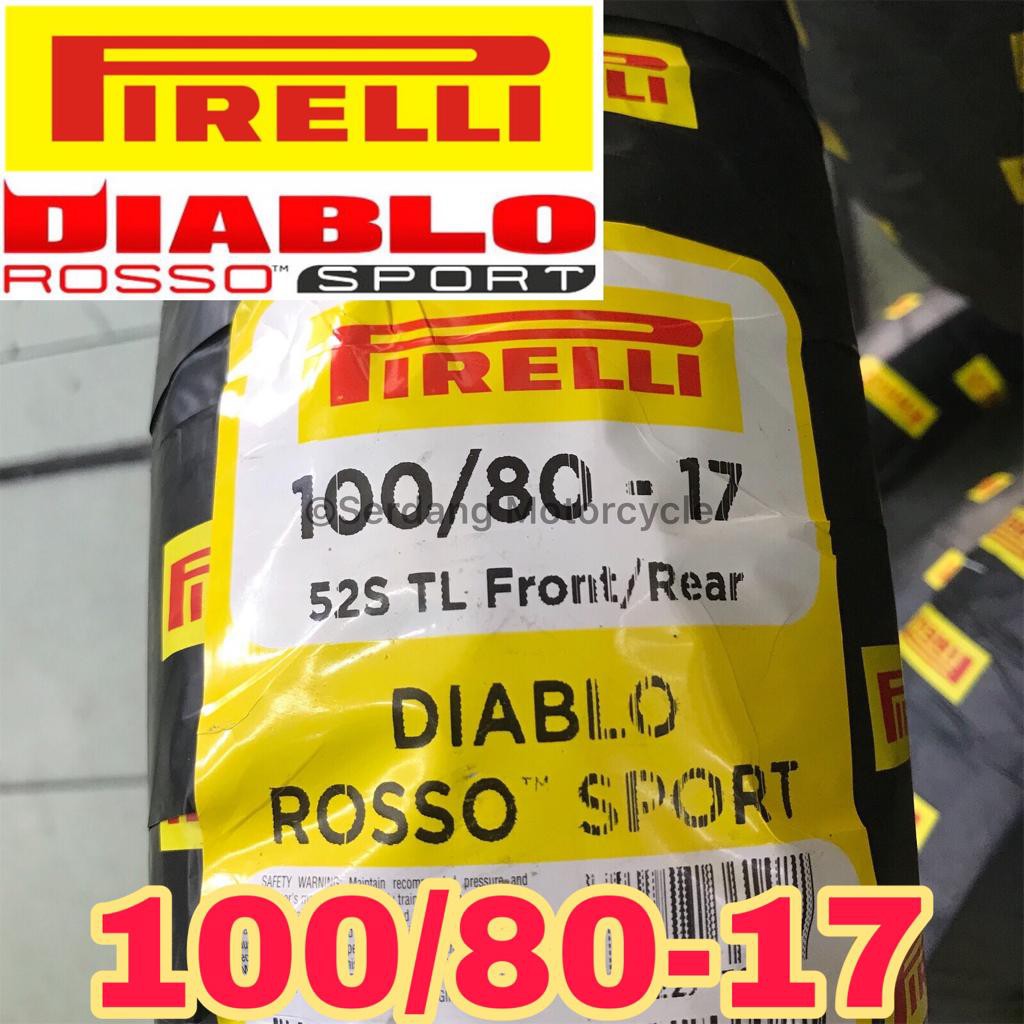 PIRELLI
DIABLO
ROSSO™ SPORT
PIRELLI
100/80 - 17
©Serdang Motorcycle
52S TL Front/Rear
DIABLO
ROSSO™ SPORT
SAFETY WARNING: Maintain pressure and
100/80-17
PIRELLI